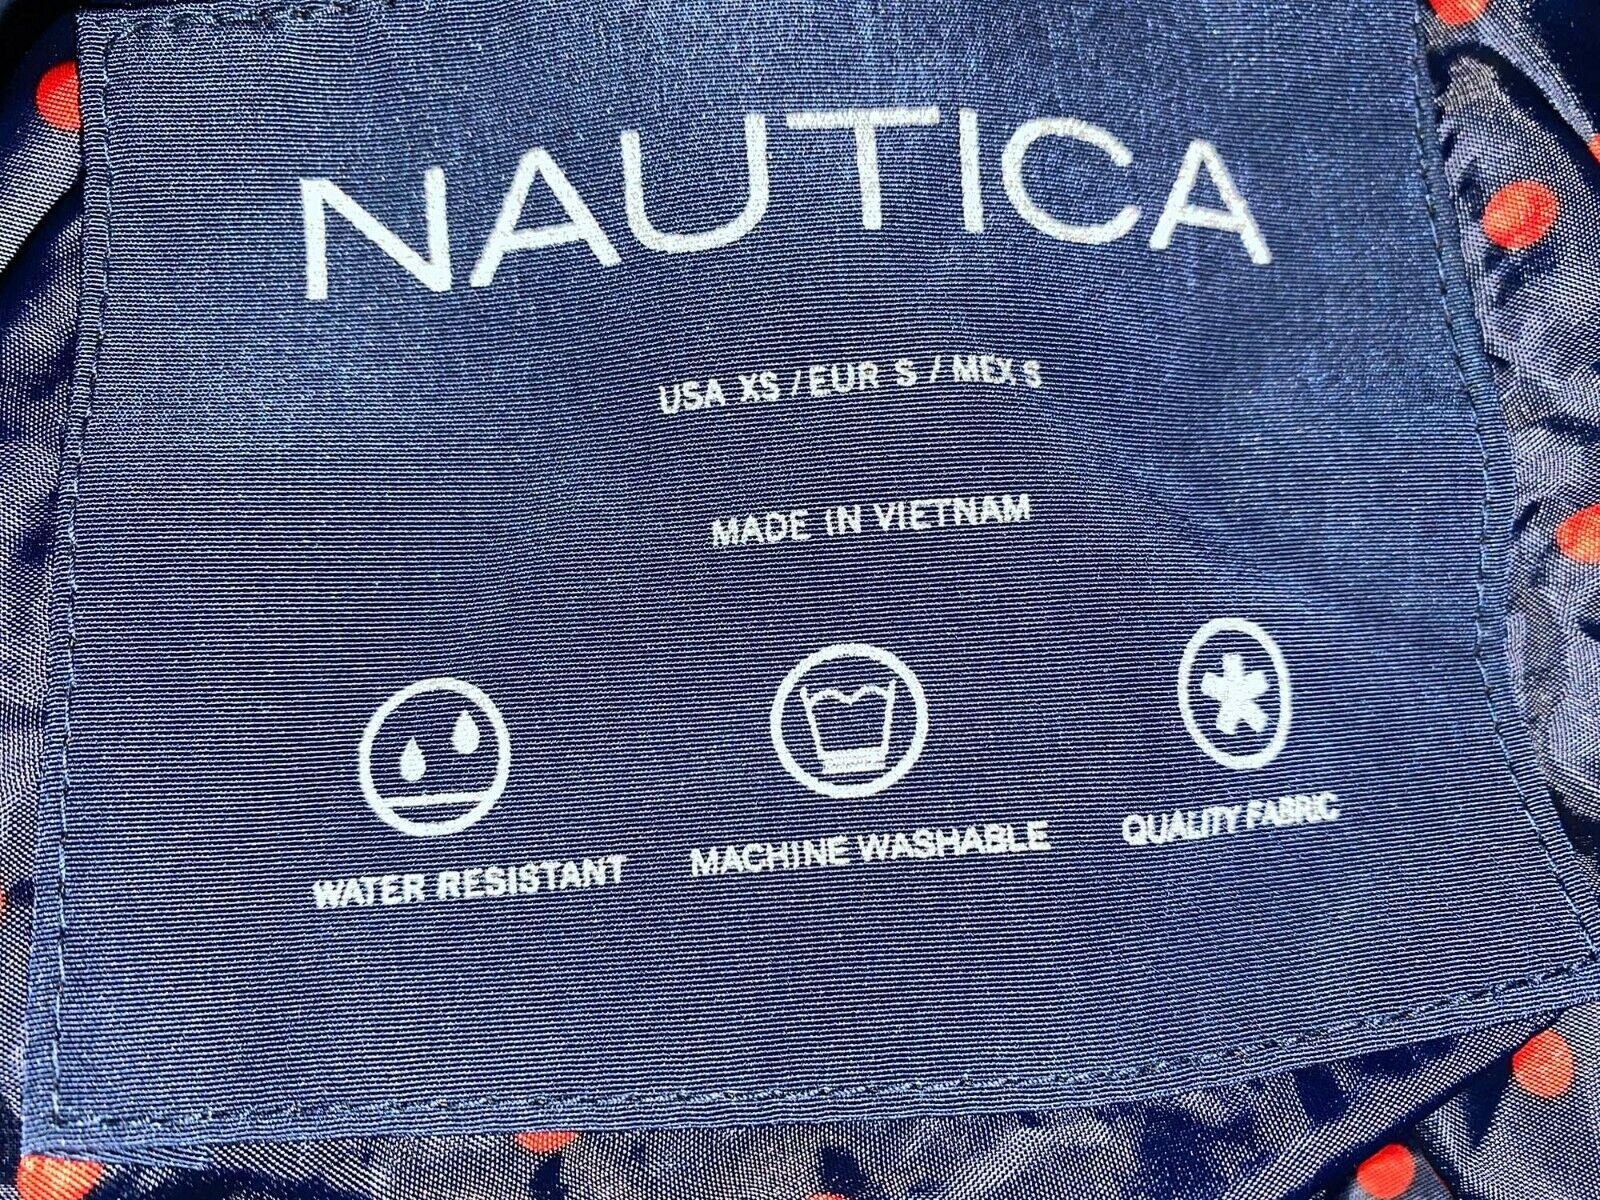 NAUTICA
USA XS / EUR S / MEX S
MADE IN VIETNAM
WATER RESISTANT
MACHINE WASHABLE
QUALITY FABRIC